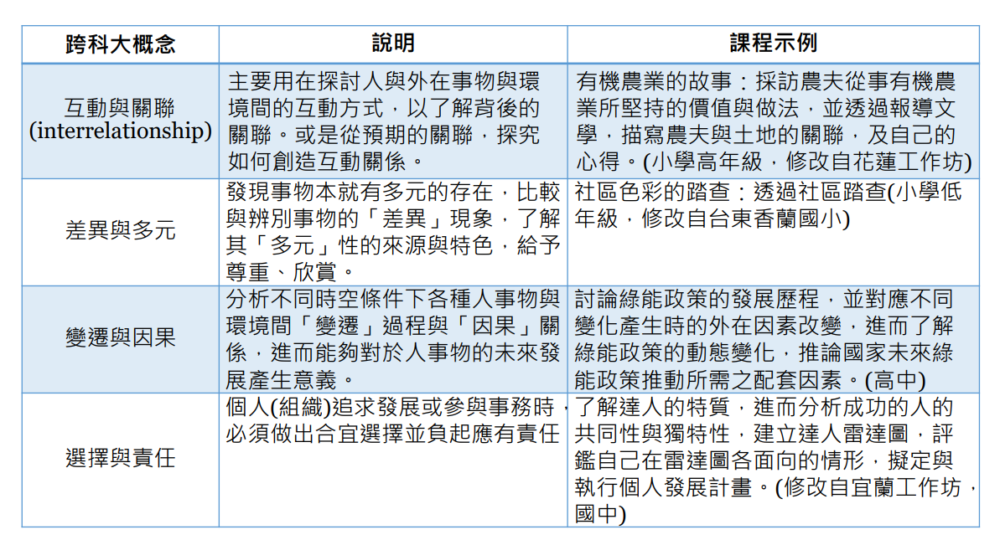 跨科大概念
說明
課程示例
互動與關聯
(interrelationship)
主要用在探討人與外在事物與環
境間的互動方式，以了解背後的
關聯。或是從預期的關聯，探究
如何創造互動關係。
有機農業的故事：採訪農夫從事有機農
業所堅持的價值與做法，並透過報導文
學，描寫農夫與土地的關聯，及自己的
心得。(小學高年級，修改自花蓮工作坊)
差異與多元
發現事物本就有多元的存在，比較
與辨別事物的「差異」現象，了解
其「多元」性的來源與特色，給予
尊重、欣賞。
社區色彩的踏查：透過社區踏查(小學低
年級，修改自台東香蘭國小)
變遷與因果
分析不同時空條件下各種人事物與
環境間「變遷」過程與「因果」關
係，進而能夠對於人事物的未來發
展產生意義。
討論綠能政策的發展歷程，並對應不同
變化產生時的外在因素改變，進而了解
綠能政策的動態變化，推論國家未來綠
能政策推動所需之配套因素。(高中)
選擇與責任
個人(組織)追求發展或參與事務時，
必須做出合宜選擇並負起應有責任
了解達人的特質，進而分析成功的人的
共同性與獨特性，建立達人雷達圖，評
鑑自己在雷達圖各面向的情形，擬定與
執行個人發展計畫。(修改自宜蘭工作坊，
國中)